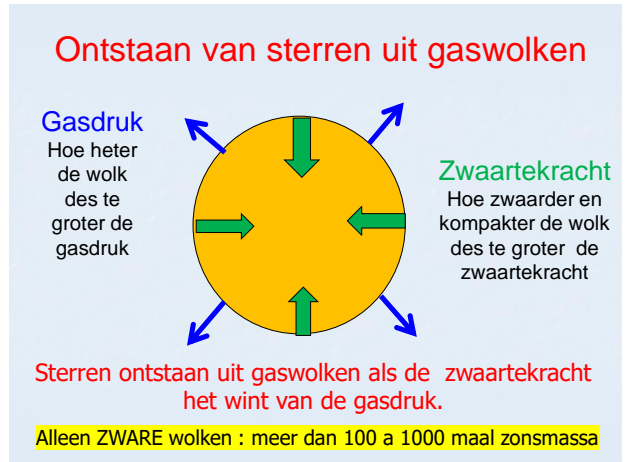 Ontstaan van sterren uit gaswolken
Gasdruk
Hoe heter
de wolk
des te
groter de
gasdruk
Zwaartekracht
Hoe zwaarder en
kompakter de wolk
des te groter de
zwaartekracht
Sterren ontstaan uit gaswolken als de zwaartekracht
het wint van de gasdruk.
Alleen ZWARE wolken : meer dan 100 a 1000 maal zonsmassa